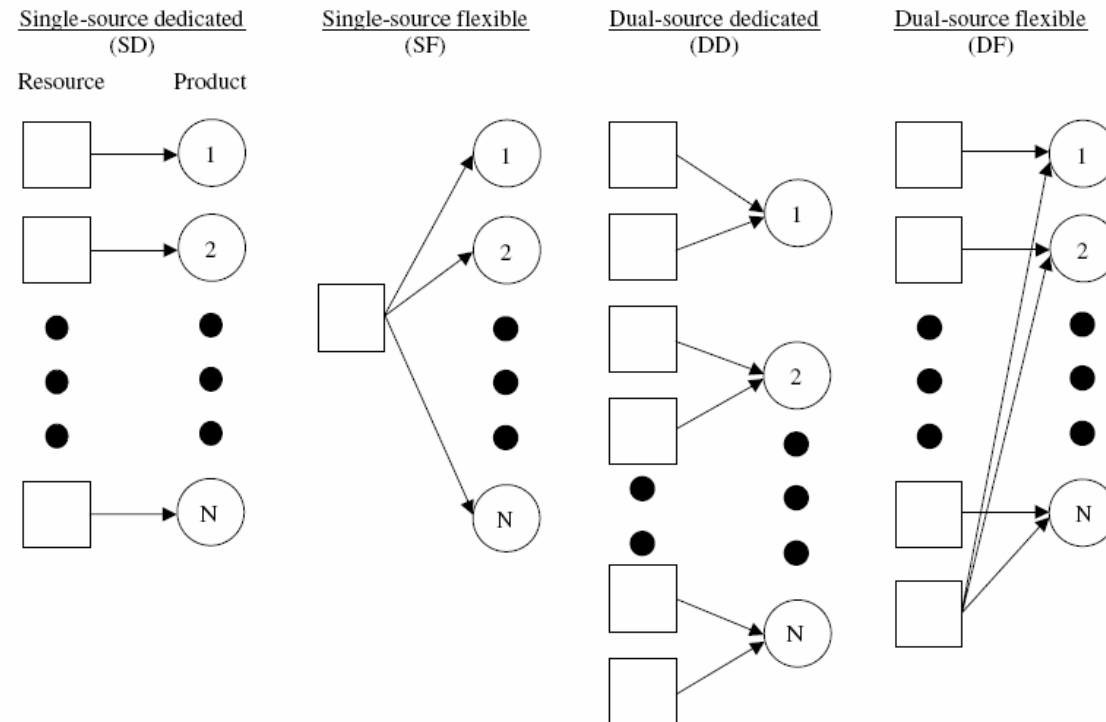 Single-source dedicated
(SD)
Single-source flexible
(SF)
Dual-source dedicated
(DD)
Dual-source flexible
(DF)
Resource
Product
1
2
N
1
2
N
1
2
N
1
2
N